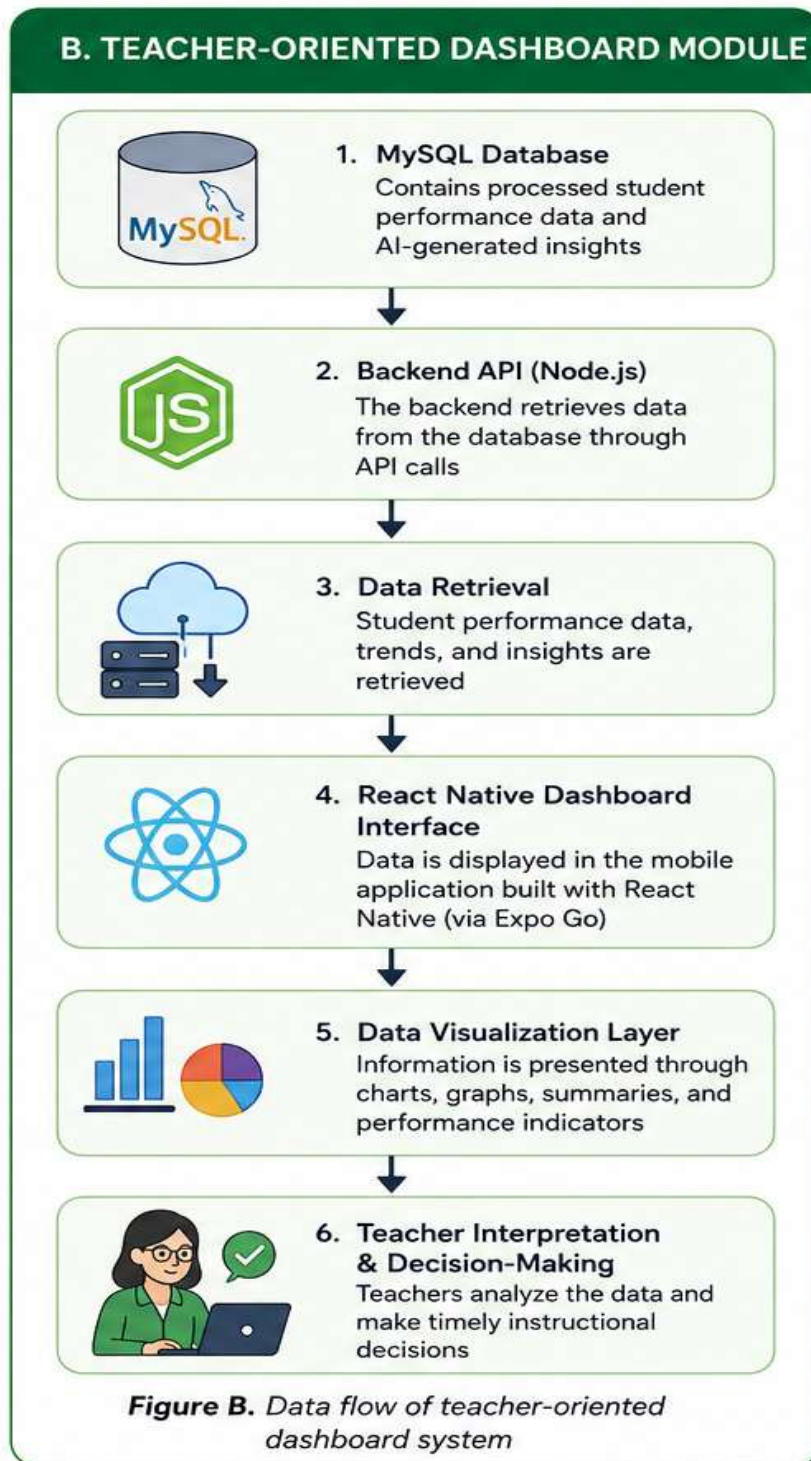 B. TEACHER-ORIENTED DASHBOARD MODULE
MySQL.
1. MySQL Database
Contains processed student
performance data and
AI-generated insights
JS
2. Backend API (Node.js)
The backend retrieves data
from the database through
API calls
3. Data Retrieval
Student performance data,
trends, and insights are
retrieved
4. React Native Dashboard
Interface
Data is displayed in the mobile
application built with React
Native (via Expo Go)
5. Data Visualization Layer
Information is presented through
charts, graphs, summaries, and
performance indicators
6. Teacher Interpretation
& Decision-Making
Teachers analyze the data and
make timely instructional
decisions
Figure B. Data flow of teacher-oriented
dashboard system